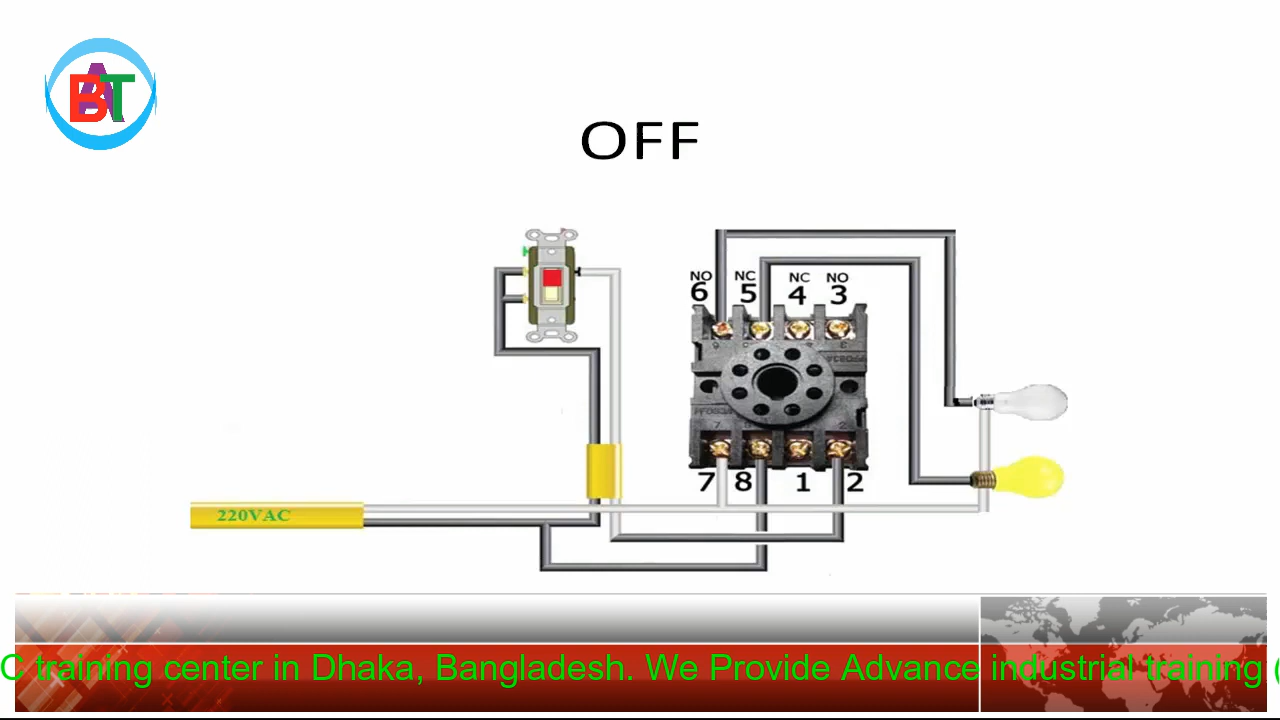 BAT
OFF
NO NC NC NO
6 5 4 3
7 8 1 2
220VAC
C training center in Dhaka, Bangladesh. We Provide Advance industrial training (